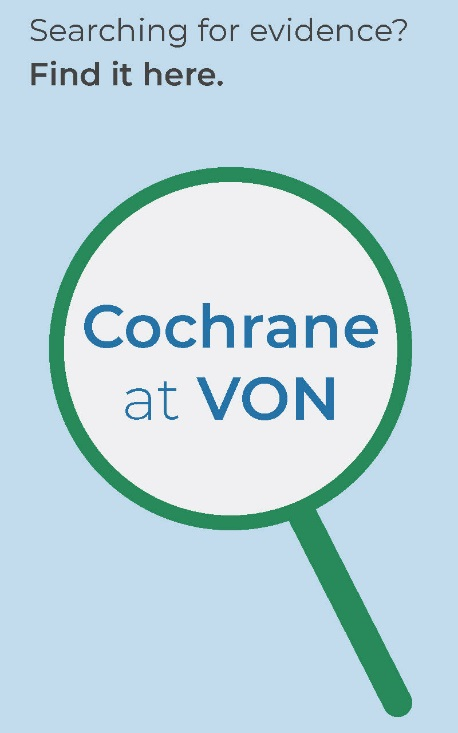 Searching for evidence?
Find it here.
Cochrane
at VON